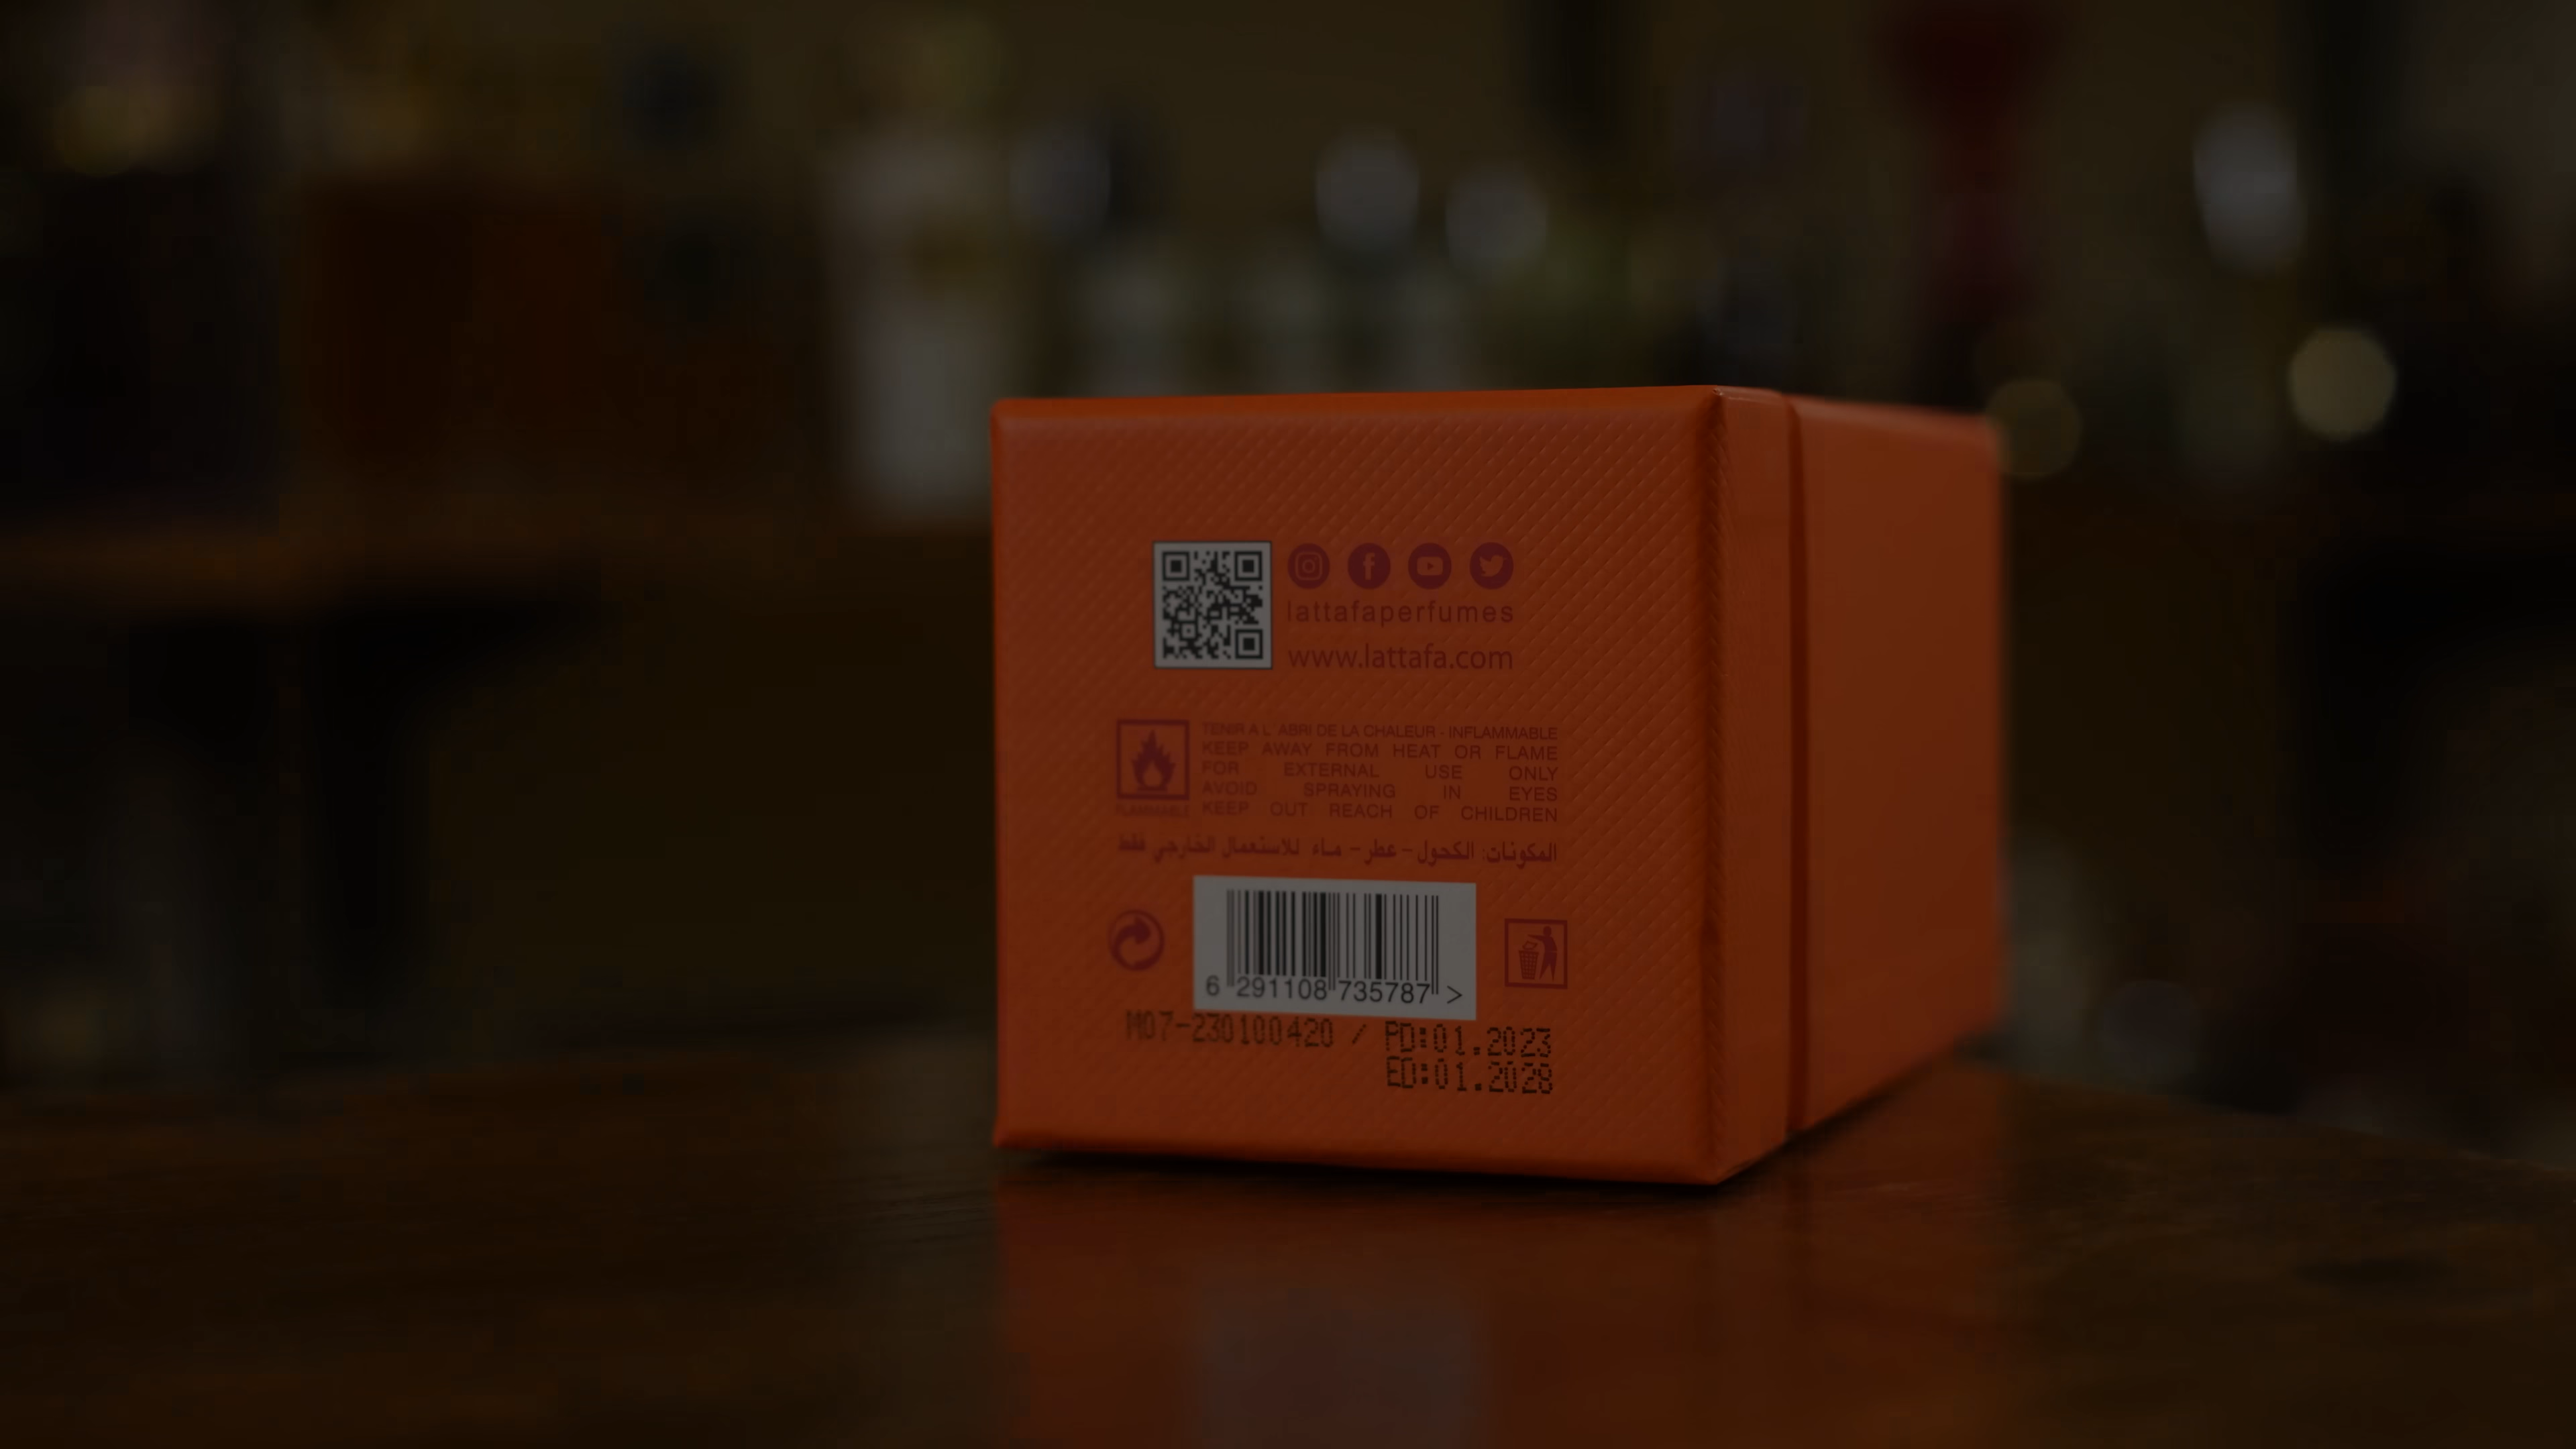 lattafaperfumes
www.lattafa.com
TENIR A L' ABRI DE LA CHALEUR - INFLAMMABLE
KEEP AWAY FROM HEAT OR FLAME
FOR EXTERNAL USE ONLY
AVOID SPRAYING IN EYES
KEEP OUT REACH OF CHILDREN
FLAMMABLE
المكونات: الكحول - عطر - ماء للاستعمال الخارجي فقط
6 291108 735787 >
M07-230100420 / PD:01.2023
ED:01.2028